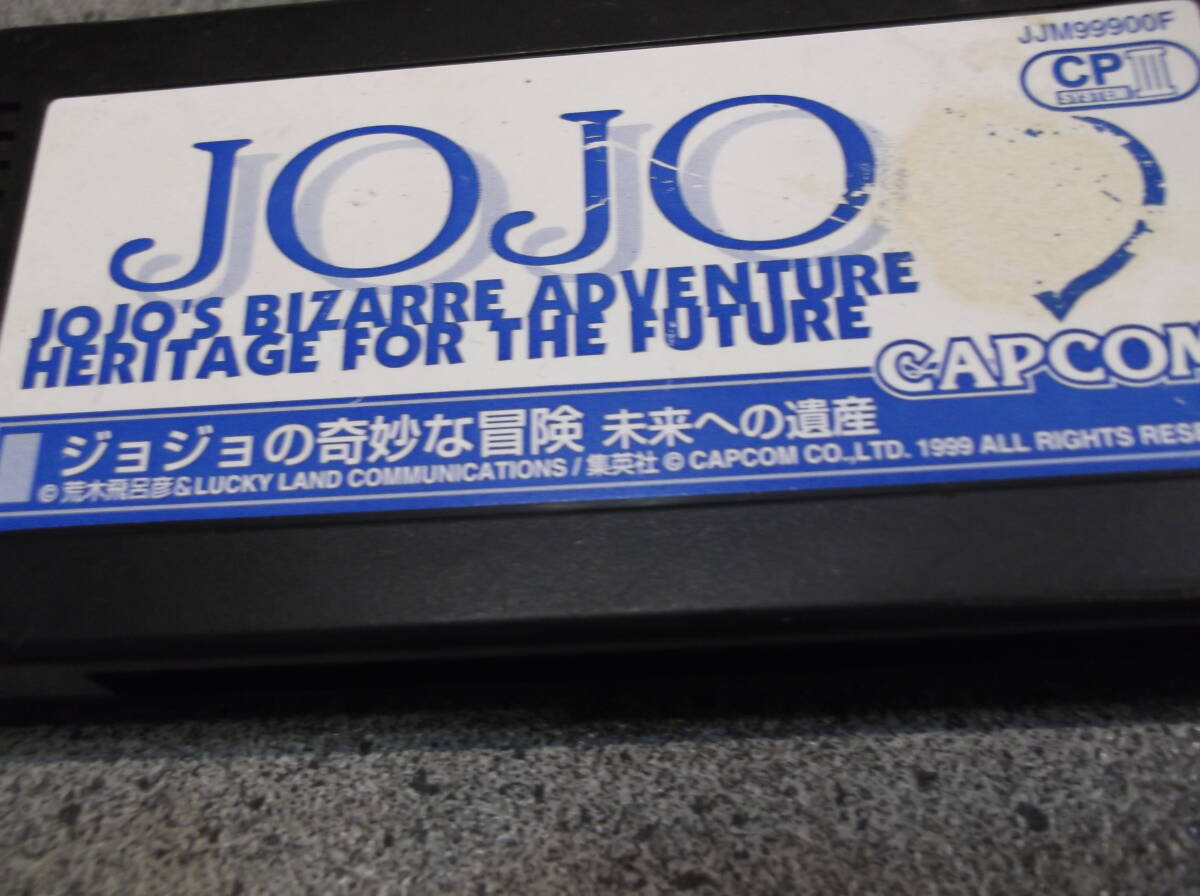 JJM99900F
CP III
SYSTEM
JOJO
JOJO'S BIZARRE ADVENTURE
HERITAGE FOR THE FUTURE
CAPCOM
ジョジョの奇妙な冒険 未来への遺産
© 荒木飛呂彦&LUCKY LAND COMMUNICATIONS / 集英社 © CAPCOM CO.,LTD. 1999 ALL RIGHTS RESE